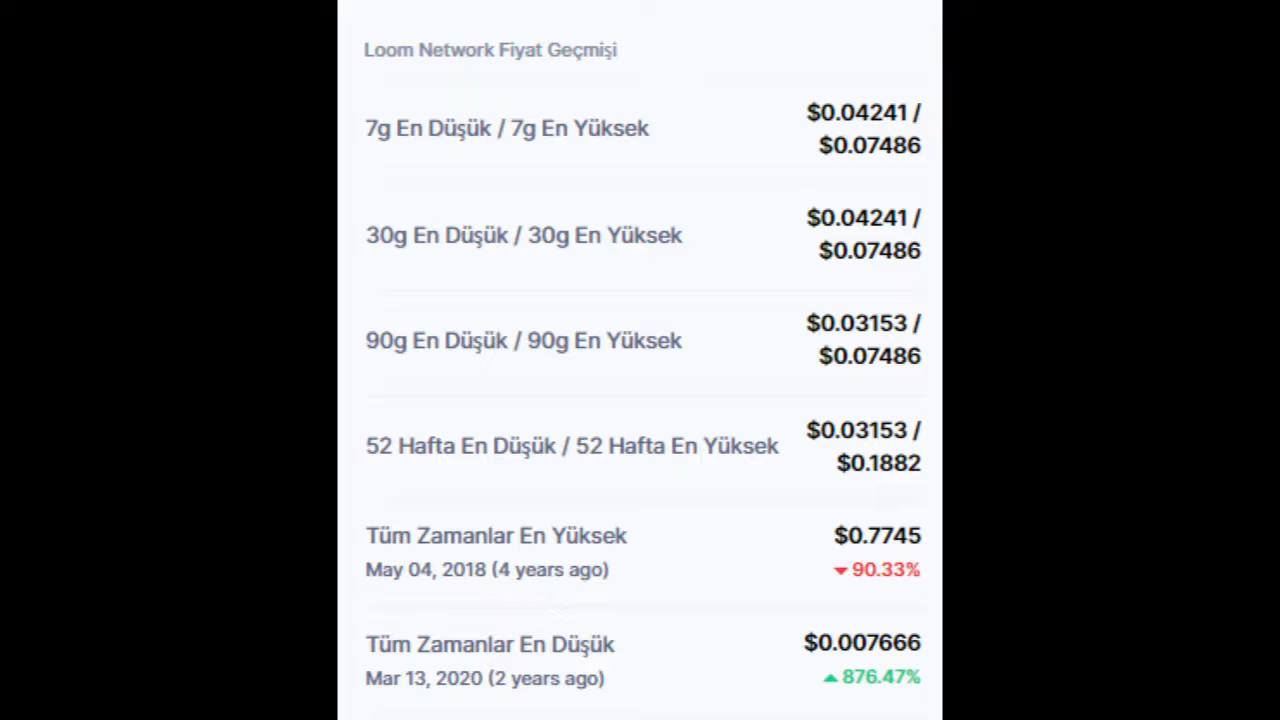 Loom Network Fiyat Geçmişi
7g En Düşük / 7g En Yüksek
$0.04241 /
$0.07486
30g En Düşük / 30g En Yüksek
$0.04241 /
$0.07486
90g En Düşük / 90g En Yüksek
$0.03153 /
$0.07486
52 Hafta En Düşük / 52 Hafta En Yüksek
$0.03153 /
$0.1882
Tüm Zamanlar En Yüksek
$0.7745
May 04, 2018 (4 years ago)
90.33%
Tüm Zamanlar En Düşük
$0.007666
Mar 13, 2020 (2 years ago)
876.47%